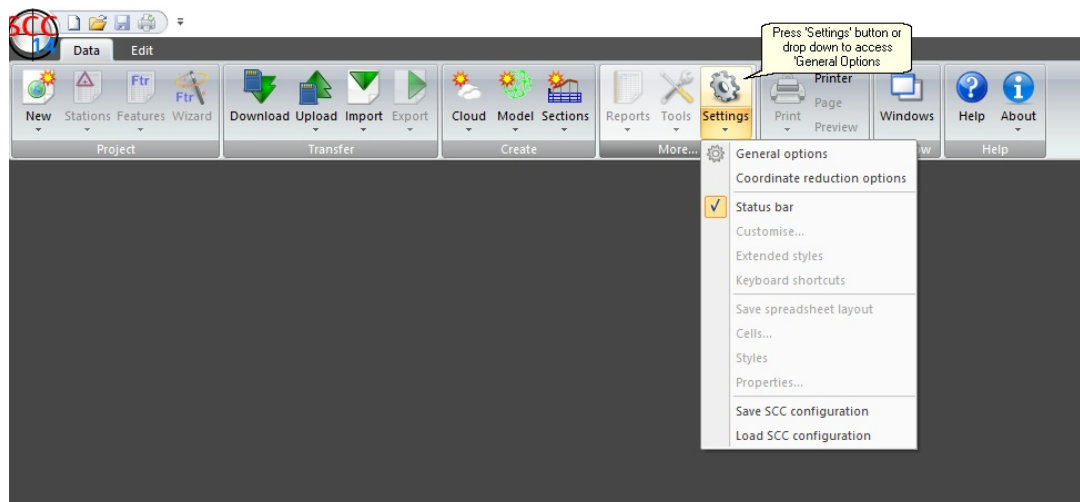 SCC
14
Data Edit
Press 'Settings' button or
drop down to access
'General Options
Ftr
Ftr
New Stations Features Wizard
Download Upload Import Export
Cloud Model Sections
Reports Tools Settings
Print
Printer
Page
Preview
Windows
Help About
Project
Transfer
Create
More...
w
Help
General options
Coordinate reduction options
Status bar
Customise...
Extended styles
Keyboard shortcuts
Save spreadsheet layout
Cells...
Styles
Properties...
Save SCC configuration
Load SCC configuration